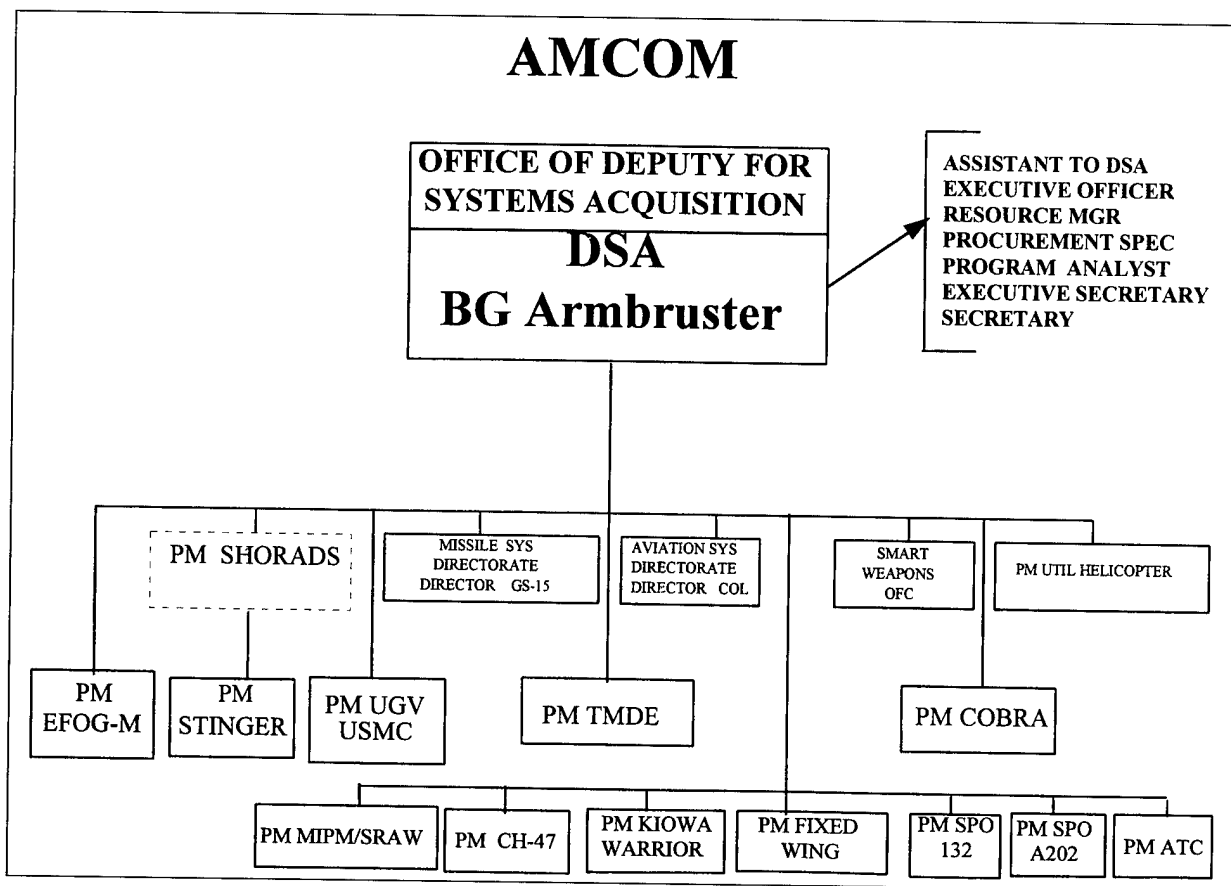 AMCOM
OFFICE OF DEPUTY FOR
SYSTEMS ACQUISITION
DSA
BG Armbruster
ASSISTANT TO DSA
EXECUTIVE OFFICER
RESOURCE MGR
PROCUREMENT SPEC
PROGRAM ANALYST
EXECUTIVE SECRETARY
SECRETARY
PM SHORADS
MISSILE SYS
DIRECTORATE
DIRECTOR GS-15
AVIATION SYS
DIRECTORATE
DIRECTOR COL
SMART
WEAPONS
OFC
PM UTIL HELICOPTER
PM
EFOG-M
PM
STINGER
PM UGV
USMC
PM TMDE
PM COBRA
PM MIPM/SRAW
PM CH-47
PM KIOWA
WARRIOR
PM FIXED
WING
PM SPO
132
PM SPO
A202
PM ATC